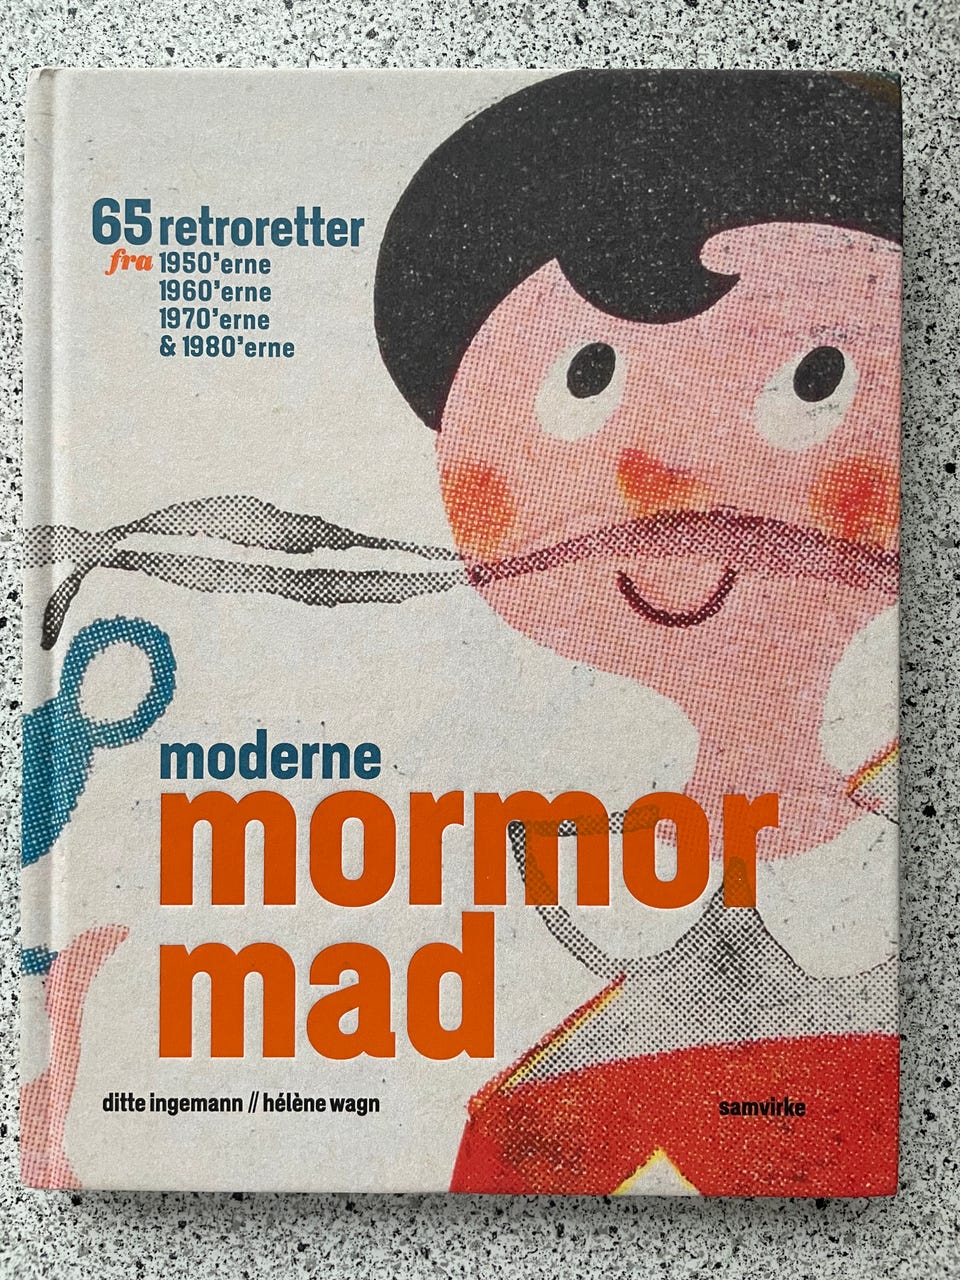 65 retroretter
fra 1950'erne
1960'erne
1970'erne
& 1980'erne
moderne
mormor
mad
ditte ingemann // hélène wagn
samvirke